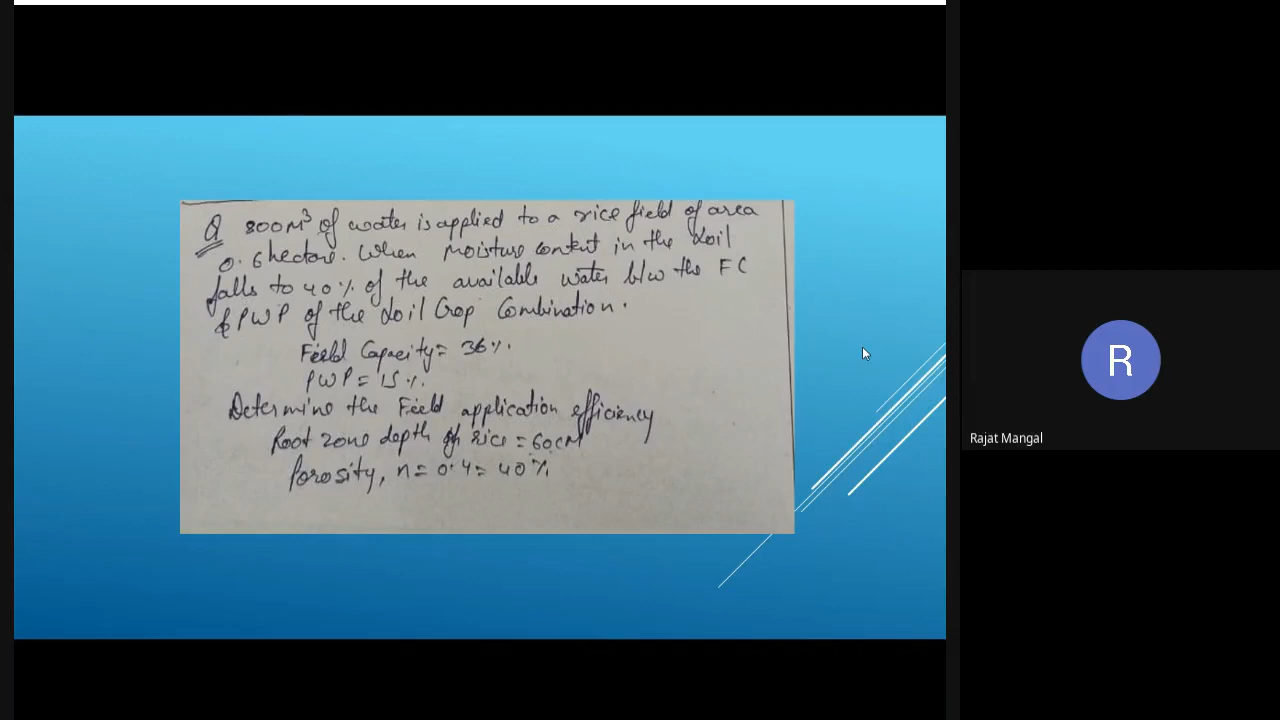 Q 800M³ of water is applied to a rice field of area
0.6 hectare. When moisture content in the soil
falls to 40% of the available water b/w the FC
& PWP of the soil Crop Combination.
Field Capacity = 36%.
PWP = 15%.
Determine the Field application efficiency
Root zone depth of rice = 60CM
Porosity, n = 0.4 = 40%
R
Rajat Mangal